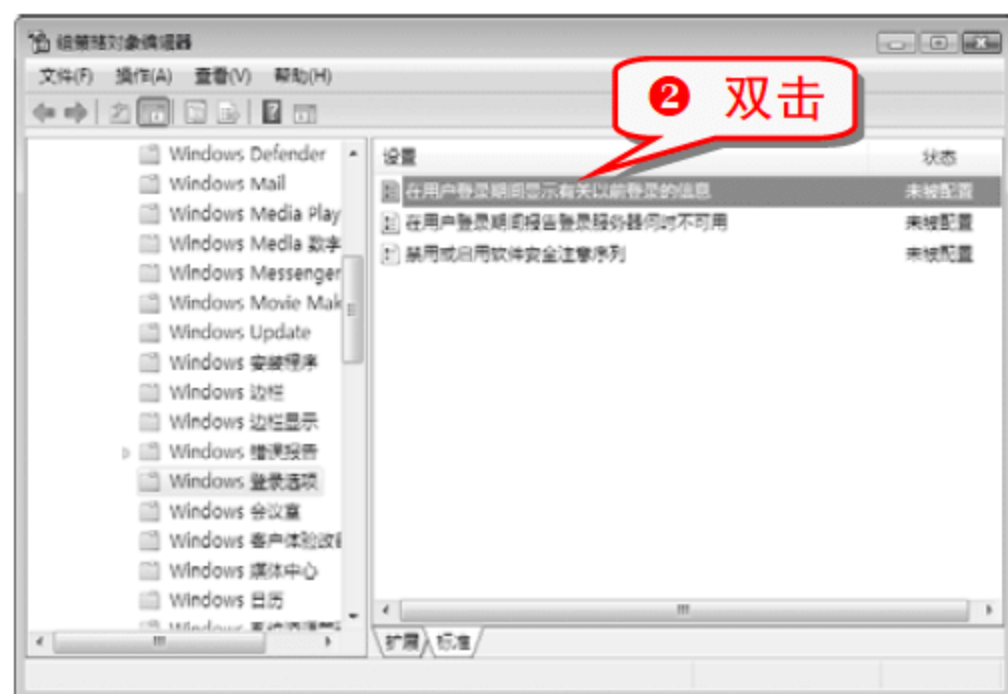 组策略对象编辑器
文件(F) 操作(A) 查看(V) 帮助(H)
❷ 双击
设置 状态
在用户登录期间显示有关以前登录的信息 未被配置
在用户登录期间报告登录服务器何时不可用 未被配置
禁用或启用软件安全注意序列 未被配置
Windows Defender
Windows Mail
Windows Media Play
Windows Media 数字
Windows Messenger
Windows Movie Mak
Windows Update
Windows 安装程序
Windows 边栏
Windows 边栏显示
Windows 错误报告
Windows 登录选项
Windows 会议室
Windows 客户体验改
Windows 媒体中心
Windows 日历
扩展 标准